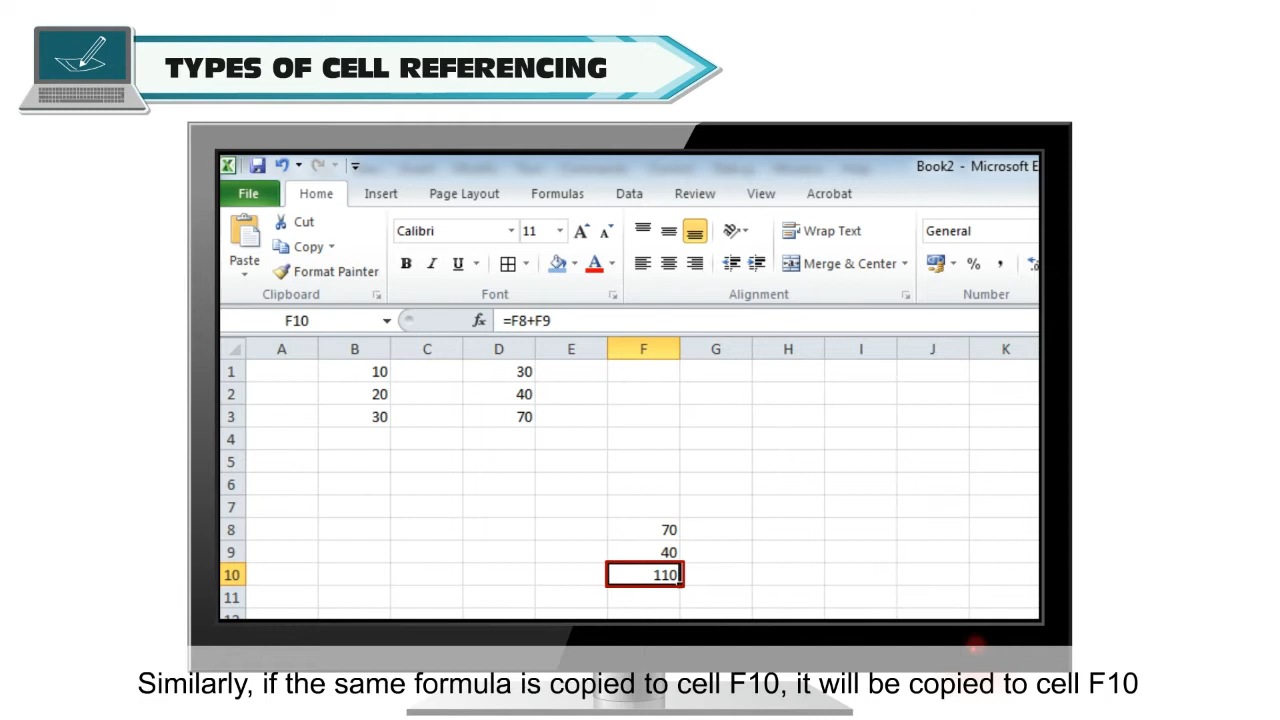 TYPES OF CELL REFERENCING
Book2 - Microsoft E
File Home Insert Page Layout Formulas Data Review View Acrobat
Cut
Copy
Format Painter
Paste
Calibri 11
B I U
Wrap Text
Merge & Center
General
% ,
Clipboard Font Alignment Number
F10 fx =F8+F9
A B C D E F G H I J K
1 10 30
2 20 40
3 30 70
4
5
6
7
8 70
9 40
10 110
11
12
Similarly, if the same formula is copied to cell F10, it will be copied to cell F10